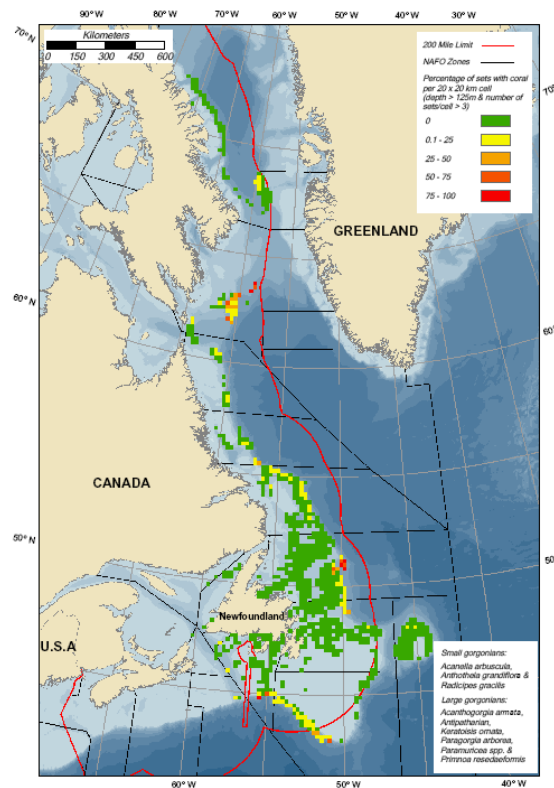 90°W
80°W
70°W
60°W
50°W
40°W
30°W
70°N
Kilometers
0 150 300 450 600
200 Mile Limit
NAFO Zones
Percentage of sets with coral
per 20 x 20 km cell
(depth > 125m & number of
sets/cell > 3)
0
0.1 - 25
25 - 50
50 - 75
75 - 100
70°N
GREENLAND
60°N
60°N
CANADA
50°N
50°N
Newfoundland
U.S.A
Small gorgonians:
Acanella arbuscula,
Anthothela grandiflora &
Radicipes gracilis
Large gorgonians:
Acanthogorgia armata,
Antipatharian,
Keratoisis ornata,
Paragorgia arborea,
Paramuricea spp. &
Primnoa resedaeformis
60°W
50°W
40°W